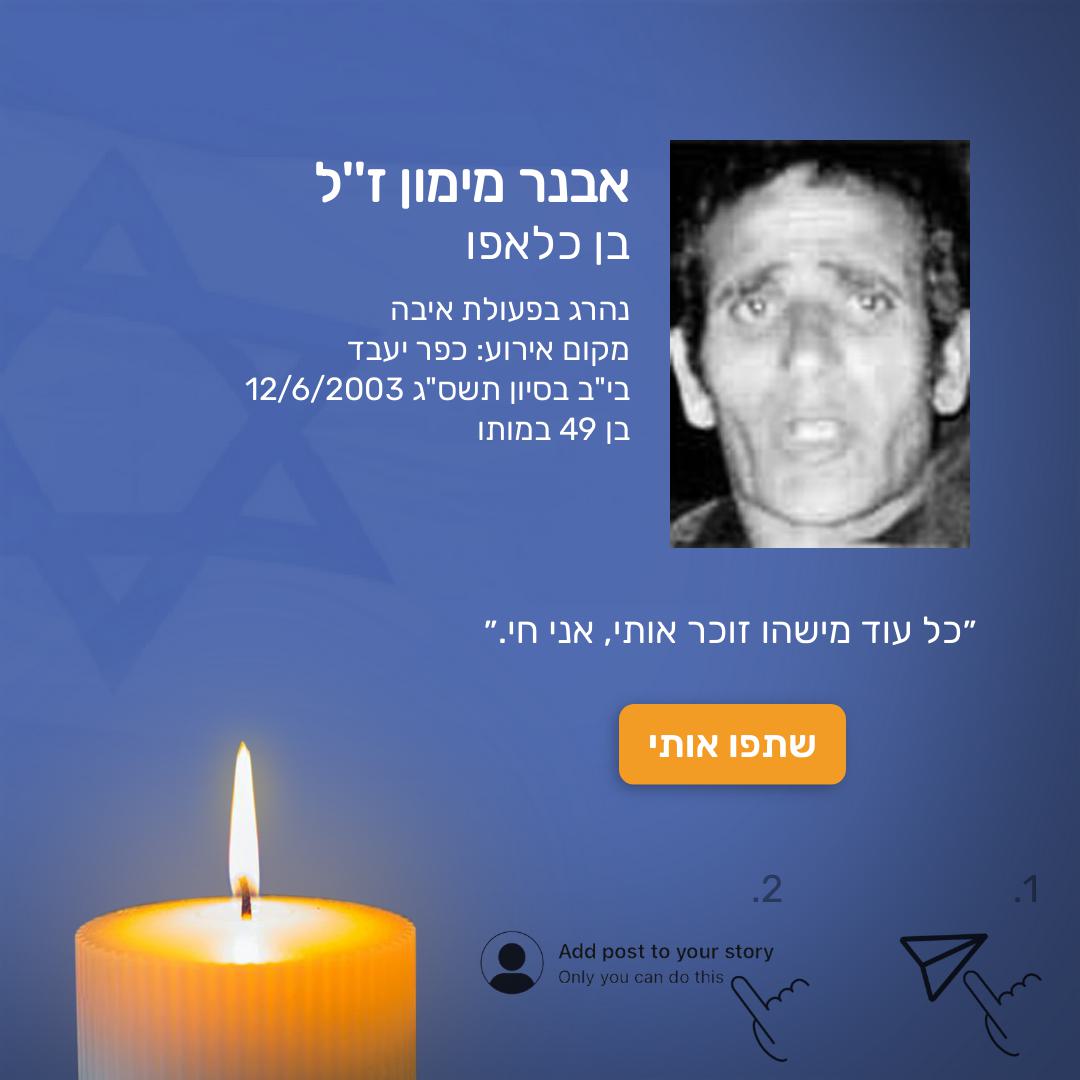 אבנר מימון ז"ל
בן כלאפו
נהרג בפעולת איבה
מקום אירוע: כפר יעבד
בי"ב בסיון תשס"ג 12/6/2003
בן 49 במותו
"כל עוד מישהו זוכר אותי, אני חי."
שתפו אותי
.1
.2
Add post to your story
Only you can do this